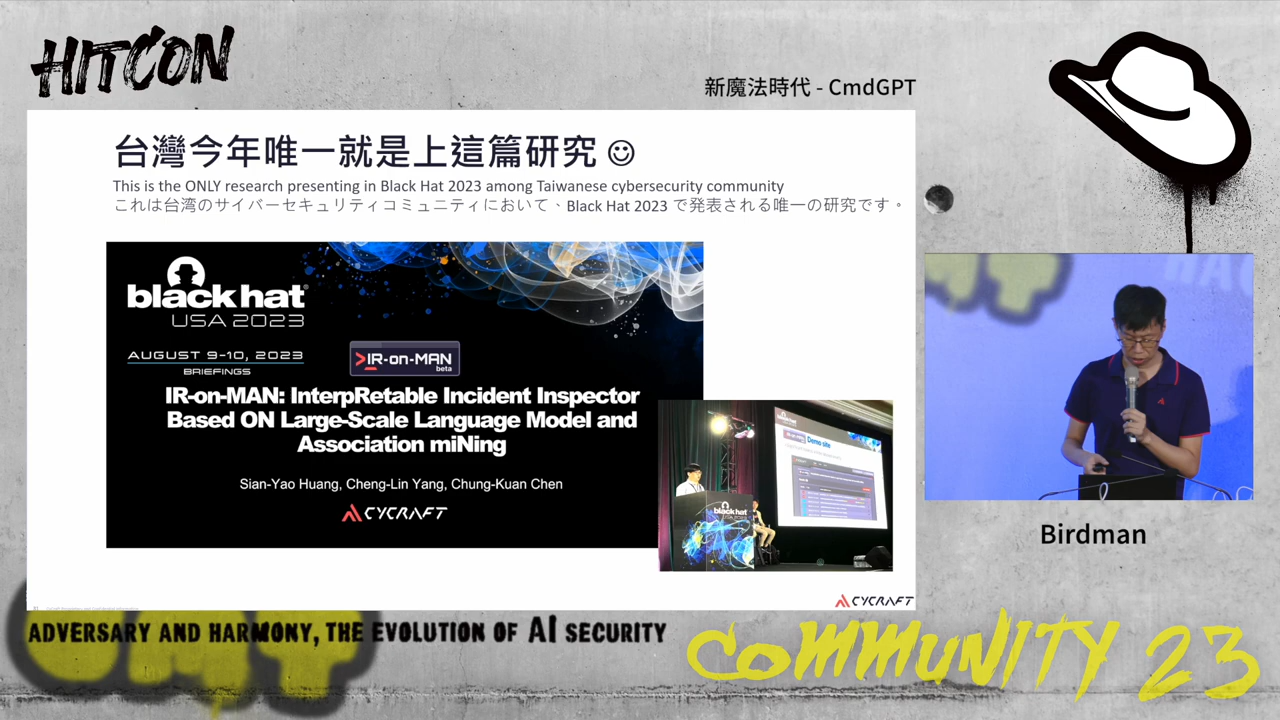 HITCON
新魔法時代 - CmdGPT
台灣今年唯一就是上這篇研究 ☺
This is the ONLY research presenting in Black Hat 2023 among Taiwanese cybersecurity community
これは台湾のサイバーセキュリティコミュニティにおいて、Black Hat 2023 で発表される唯一の研究です。
black hat®
USA 2023
AUGUST 9-10, 2023
BRIEFINGS
>IR-on-MAN
beta
IR-on-MAN: InterpRetable Incident Inspector
Based ON Large-Scale Language Model and
Association miNing
Sian-Yao Huang, Cheng-Lin Yang, Chung-Kuan Chen
CYCRAFT
Demo site
black hat
CYCRAFT
Birdman
ADVERSARY AND HARMONY, THE EVOLUTION OF AI SECURITY
COMMUNITY 23